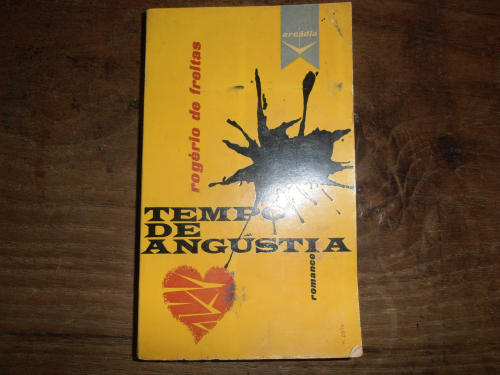 arcádia
rogério de freitas
TEMPO
DE
ANGÚSTIA
romance